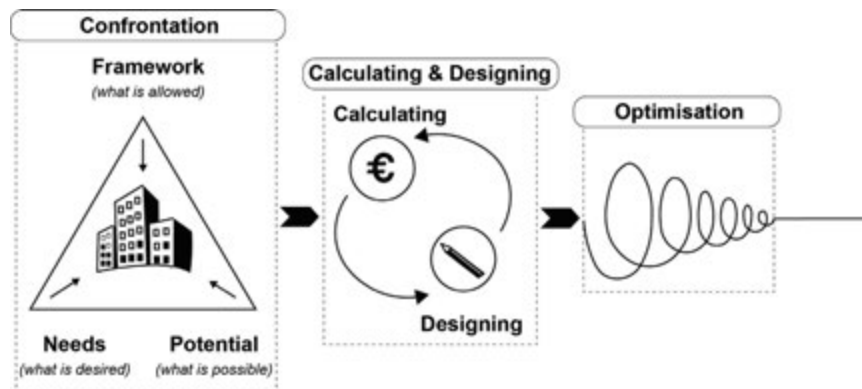 Confrontation
Framework
(what is allowed)
Needs
(what is desired)
Potential
(what is possible)
Calculating & Designing
Calculating
€
Designing
Optimisation